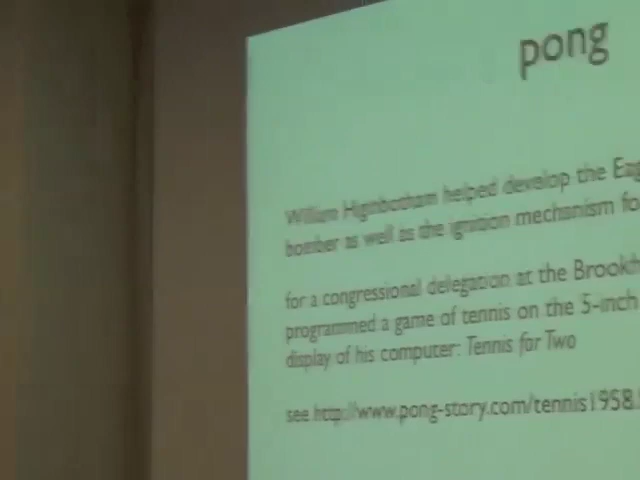 pong
William Higinbotham helped develop the Eag
bomber as well as the ignition mechanism fo
for a congressional delegation at the Brookh
programmed a game of tennis on the 5-inch
display of his computer: Tennis for Two
see http://www.pong-story.com/tennis1958.